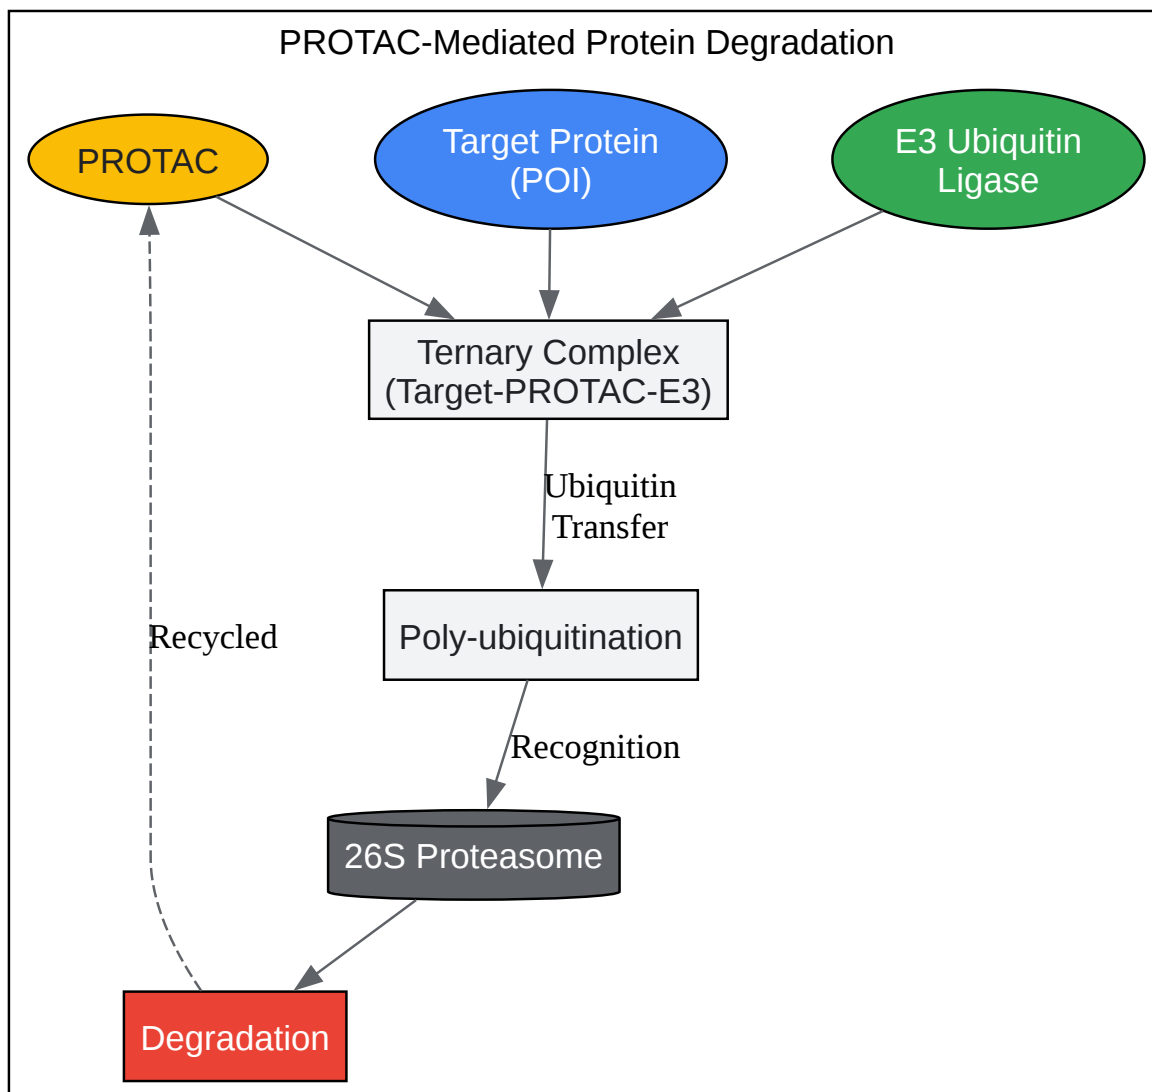 PROTAC-Mediated Protein Degradation
PROTAC
Target Protein
(POI)
E3 Ubiquitin
Ligase
Ternary Complex
(Target-PROTAC-E3)
Ubiquitin
Transfer
Poly-ubiquitination
Recycled
Recognition
26S Proteasome
Degradation